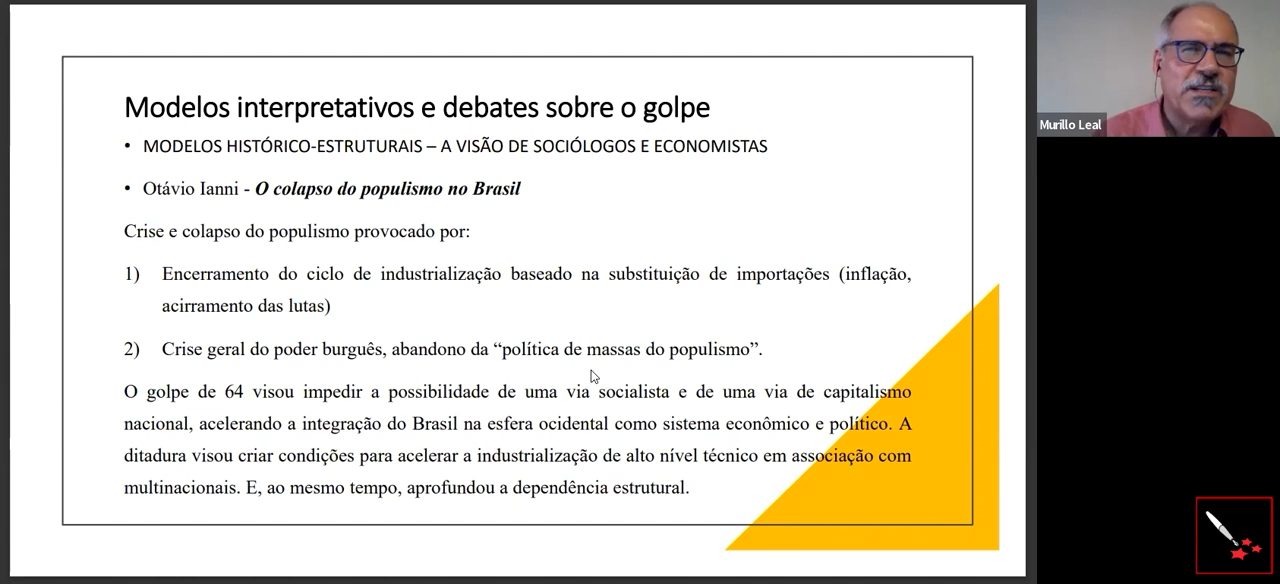 Modelos interpretativos e debates sobre o golpe
• MODELOS HISTÓRICO-ESTRUTURAIS – A VISÃO DE SOCIÓLOGOS E ECONOMISTAS
• Otávio Ianni - O colapso do populismo no Brasil
Crise e colapso do populismo provocado por:
1) Encerramento do ciclo de industrialização baseado na substituição de importações (inflação,
acirramento das lutas)
2) Crise geral do poder burguês, abandono da “política de massas do populismo”.
O golpe de 64 visou impedir a possibilidade de uma via socialista e de uma via de capitalismo
nacional, acelerando a integração do Brasil na esfera ocidental como sistema econômico e político. A
ditadura visou criar condições para acelerar a industrialização de alto nível técnico em associação com
multinacionais. E, ao mesmo tempo, aprofundou a dependência estrutural.
Murillo Leal